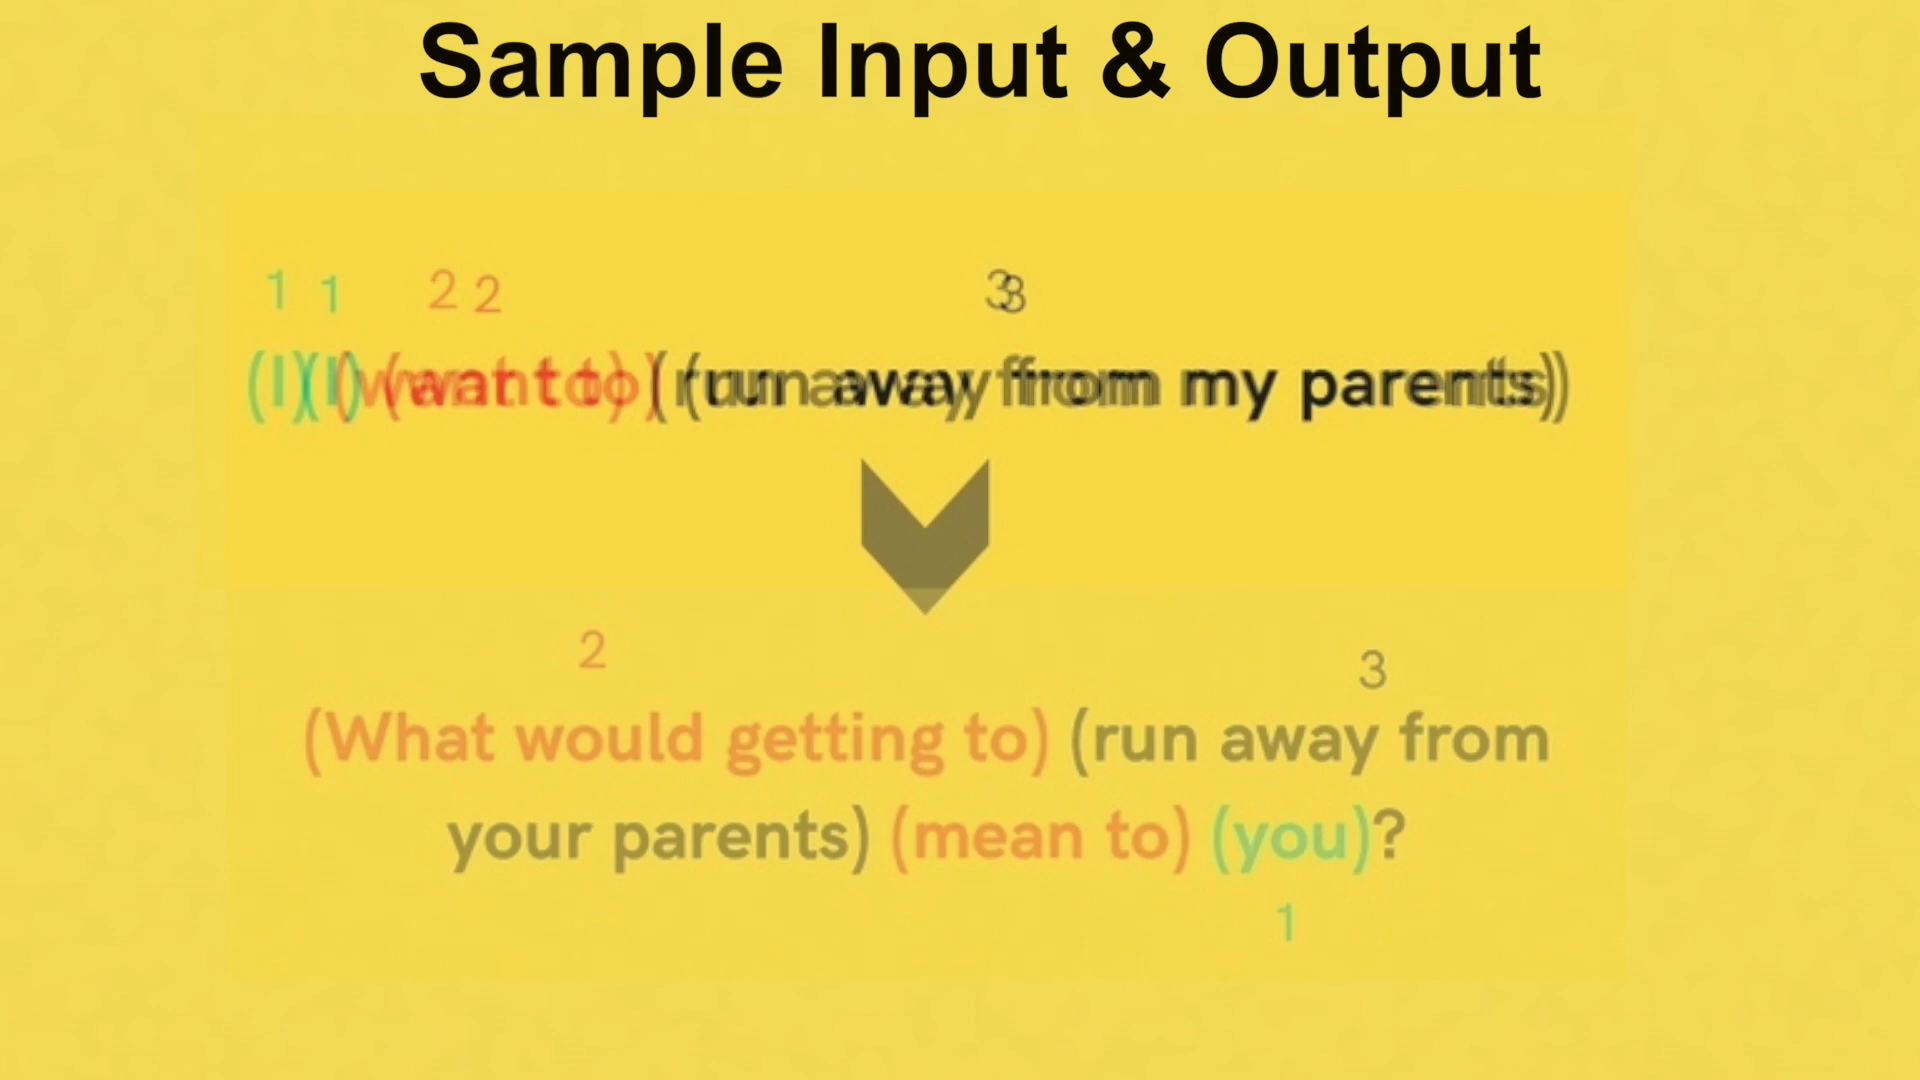 Sample Input & Output
1 1 2 2 3 3
(I) (want to) (run away from my parents)
2 3
(What would getting to) (run away from
your parents) (mean to) (you)?
1